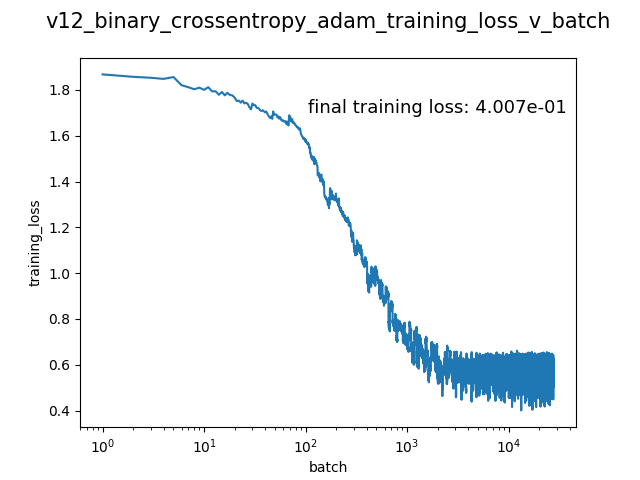 v12_binary_crossentropy_adam_training_loss_v_batch
final training loss: 4.007e-01
training_loss
1.8
1.6
1.4
1.2
1.0
0.8
0.6
0.4
10⁰ 10¹ 10² 10³ 10⁴
batch